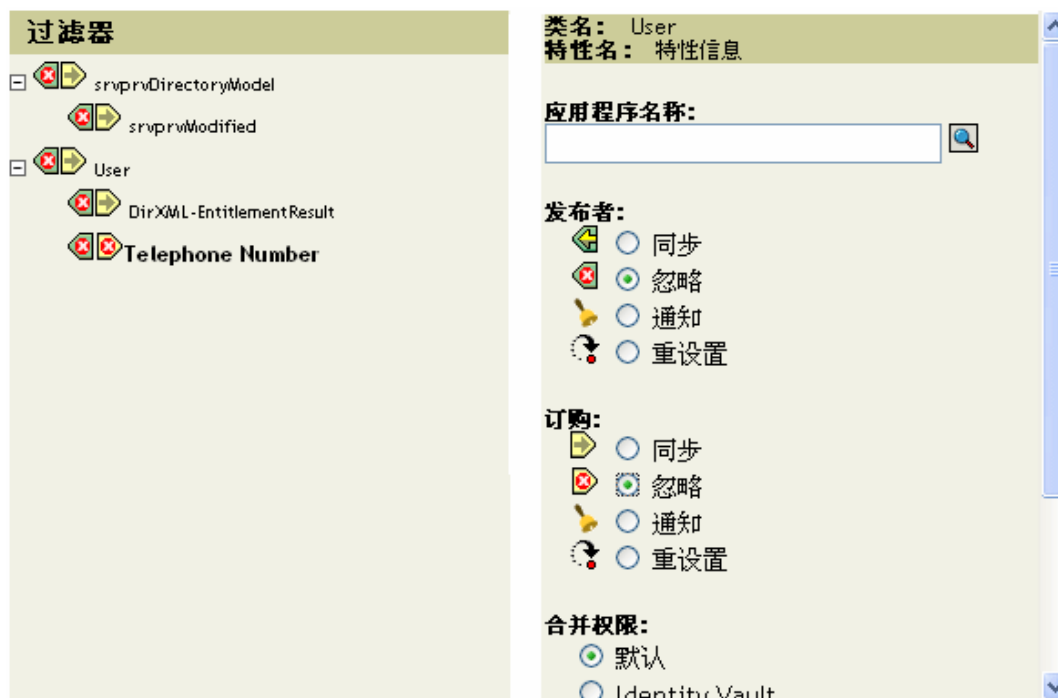 过滤器
srvprvDirectoryModel
srvprvModified
User
DirXML-EntitlementResult
Telephone Number
类名： User
特性名： 特性信息
应用程序名称:
发布者:
同步
忽略
通知
重设置
订购:
同步
忽略
通知
重设置
合并权限:
默认
Identity Vault